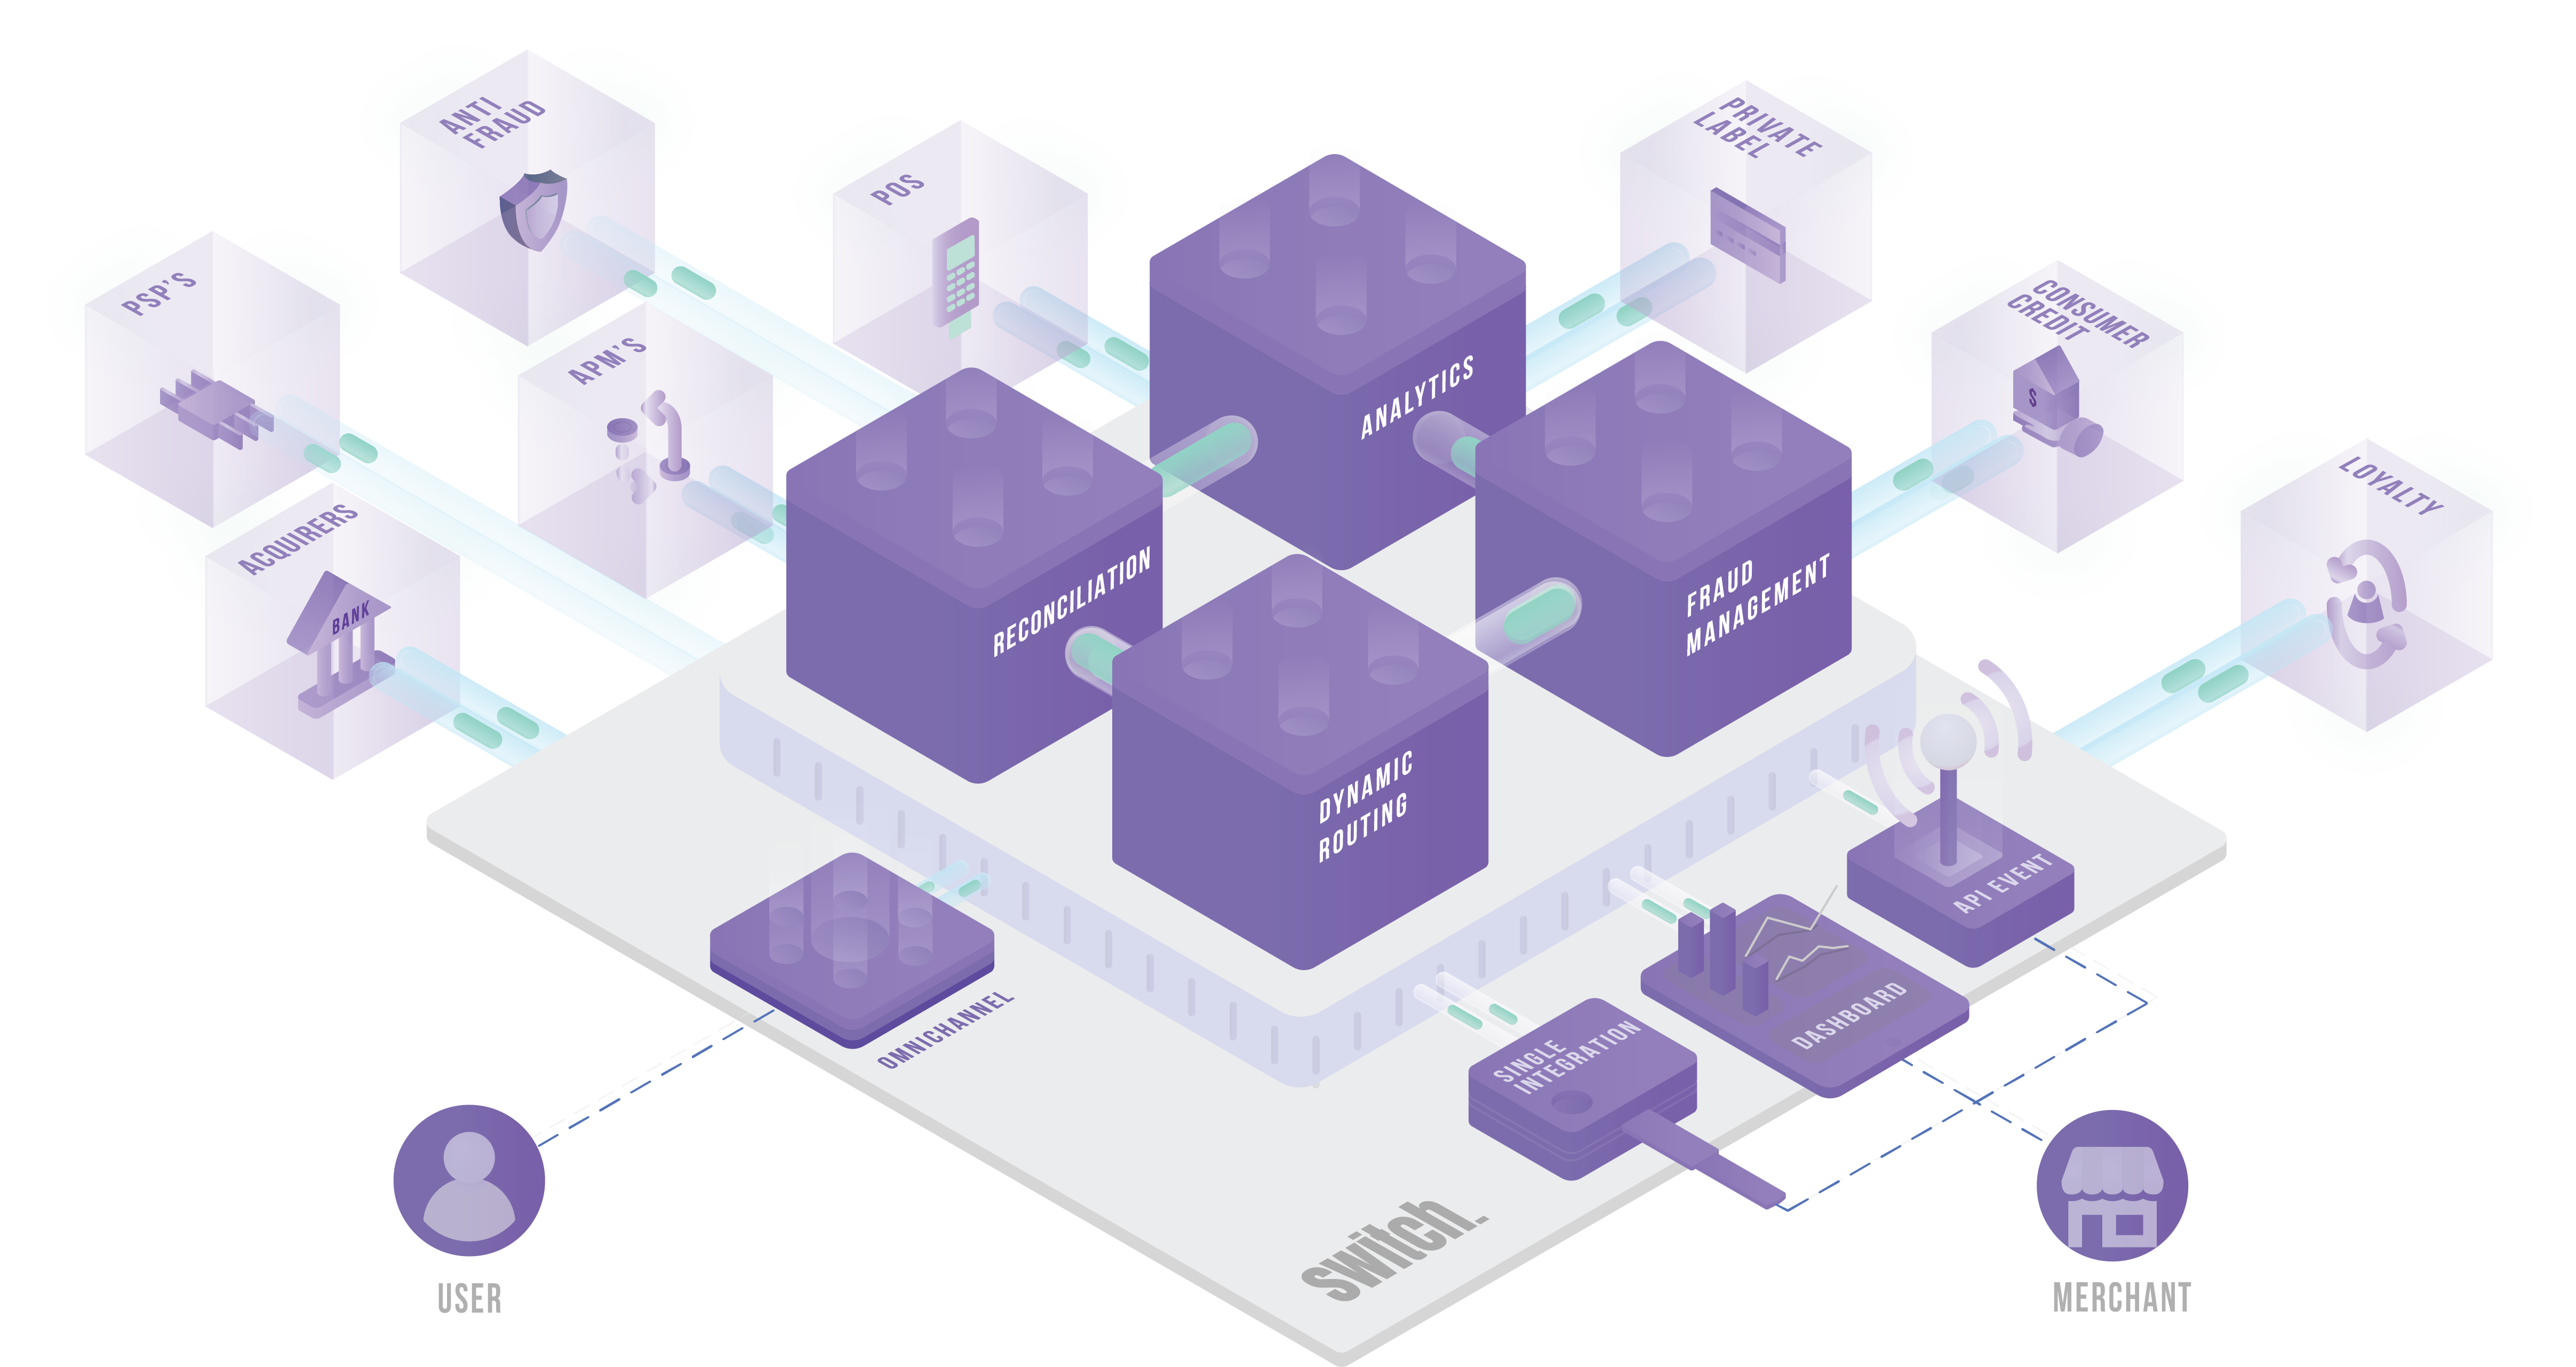 ANTI
FRAUD
PRIVATE
LABEL
POS
PSP'S
CONSUMER
CREDIT
$
APM'S
ANALYTICS
LOYALTY
ACQUIRERS
BANK
RECONCILIATION
FRAUD
MANAGEMENT
DYNAMIC
ROUTING
API EVENT
OMNICHANNEL
DASHBOARD
SINGLE
INTEGRATION
switch.
USER
MERCHANT